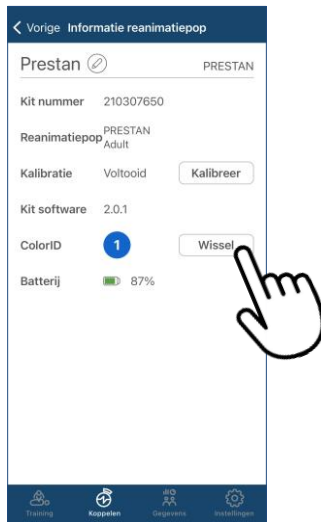 Vorige Informatie reanimatiepop
Prestan PRESTAN
Kit nummer 210307650
Reanimatiepop PRESTAN
Adult
Kalibratie Voltooid Kalibreer
Kit software 2.0.1
ColorID 1 Wissel
Batterij 87%
Training Koppelen Gegevens Instellingen